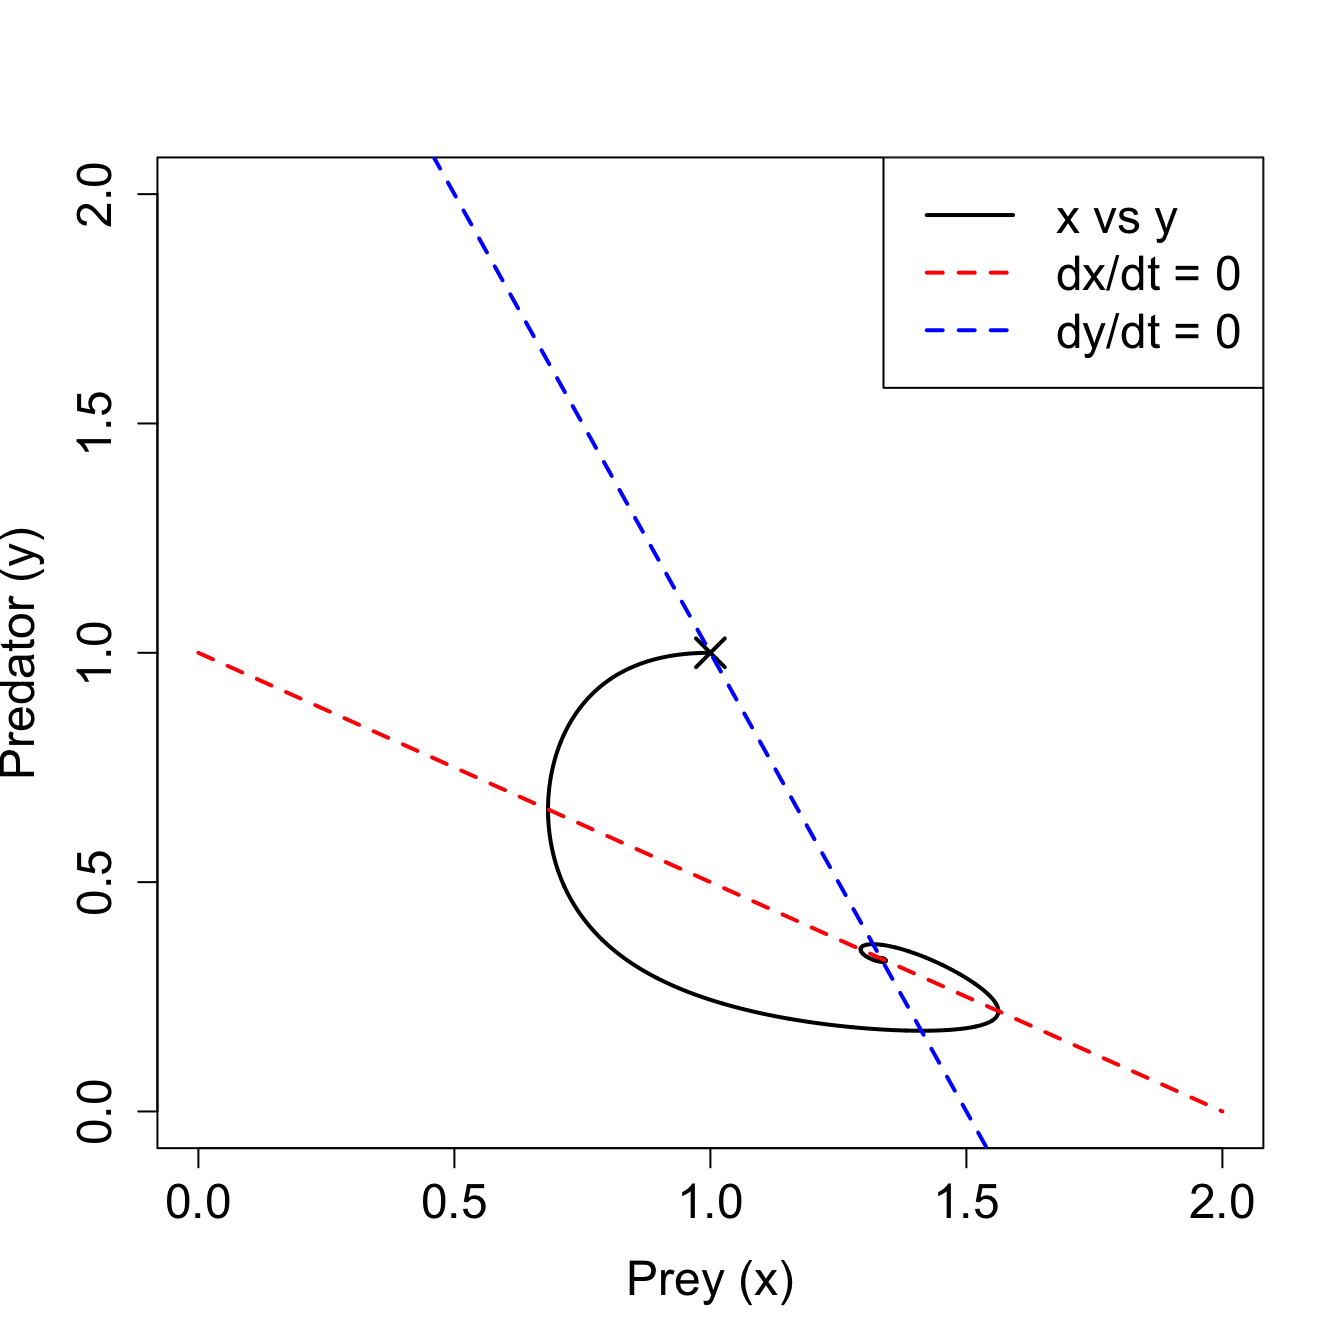 x vs y
dx/dt = 0
dy/dt = 0
2.0
1.5
1.0
0.5
0.0
Predator (y)
0.0 0.5 1.0 1.5 2.0
Prey (x)